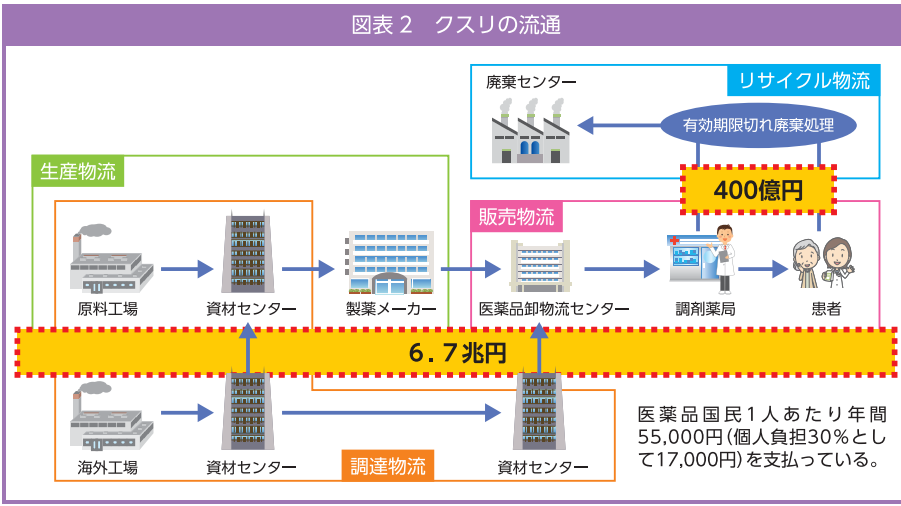 図表2 クスリの流通
廃棄センター
リサイクル物流
有効期限切れ廃棄処理
生産物流
400億円
販売物流
原料工場
資材センター
製薬メーカー
医薬品卸物流センター
調剤薬局
患者
6.7兆円
海外工場
資材センター
調達物流
資材センター
医薬品国民1人あたり年間
55,000円(個人負担30%とし
て17,000円)を支払っている。